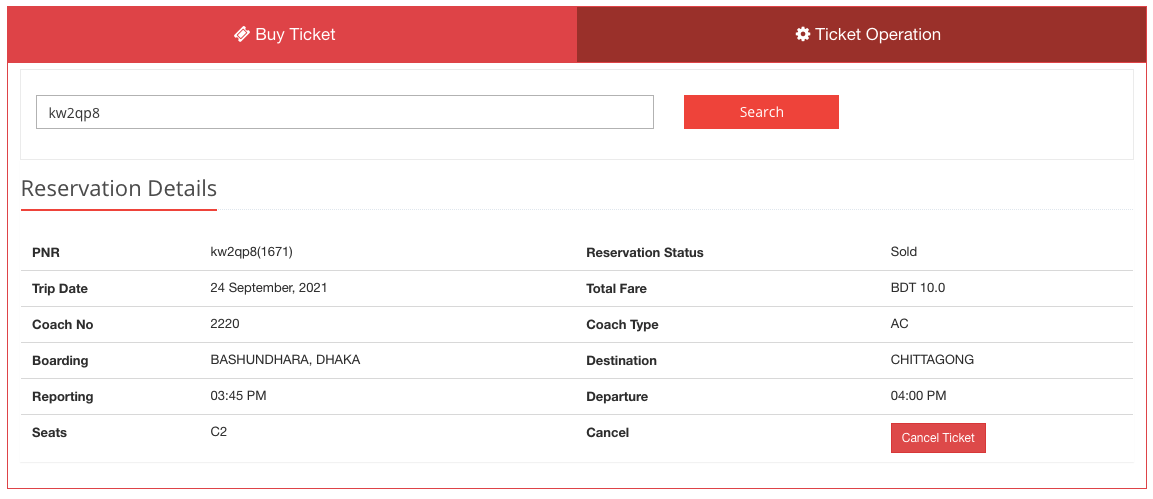 Buy Ticket
Ticket Operation
kw2qp8
Search
Reservation Details
PNR kw2qp8(1671) Reservation Status Sold
Trip Date 24 September, 2021 Total Fare BDT 10.0
Coach No 2220 Coach Type AC
Boarding BASHUNDHARA, DHAKA Destination CHITTAGONG
Reporting 03:45 PM Departure 04:00 PM
Seats C2 Cancel Cancel Ticket